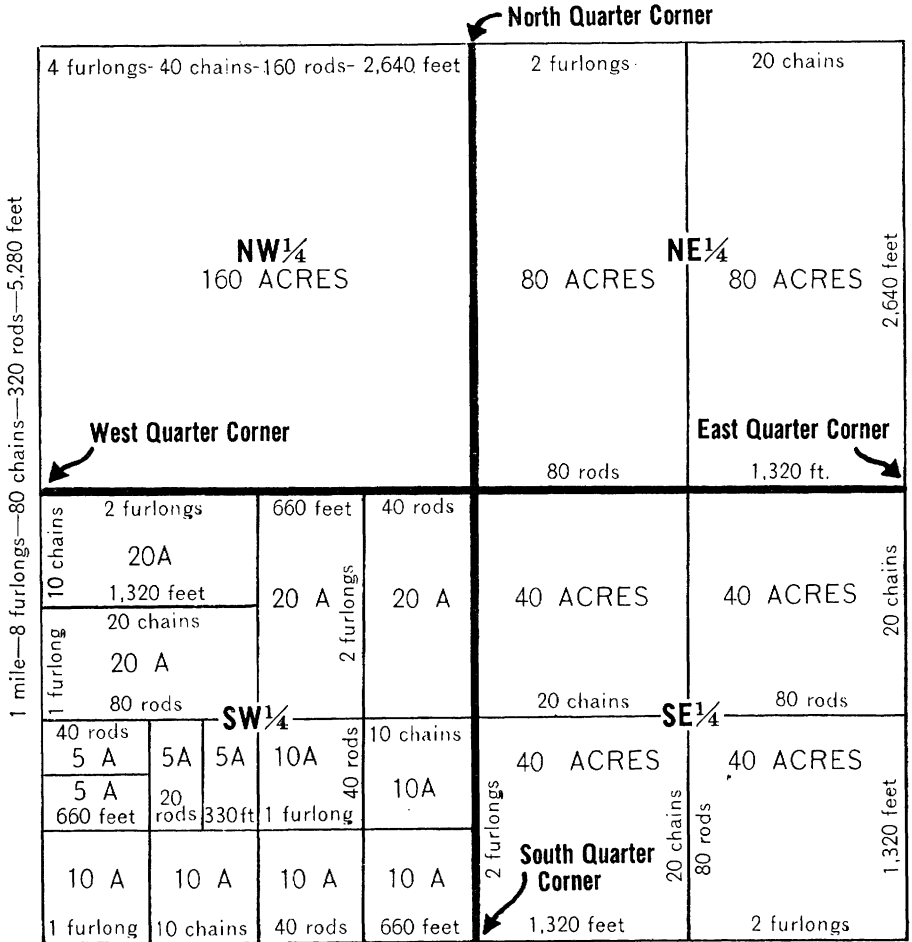 North Quarter Corner
4 furlongs- 40 chains-160 rods- 2,640 feet
2 furlongs
20 chains
1 mile—8 furlongs—80 chains—320 rods—5,280 feet
NW¼
160 ACRES
NE¼
80 ACRES
80 ACRES
2,640 feet
West Quarter Corner
East Quarter Corner
80 rods
1,320 ft.
10 chains
2 furlongs
20A
1,320 feet
660 feet
20 A
2 furlongs
40 rods
20 A
40 ACRES
40 ACRES
20 chains
1 furlong
20 chains
20 A
80 rods
20 chains
80 rods
SW¼
SE¼
40 rods
5 A
5 A
660 feet
5A
20
rods
5A
330ft
10A
40 rods
1 furlong
10 chains
10A
40 ACRES
2 furlongs
20 chains
40 ACRES
80 rods
1,320 feet
10 A
1 furlong
10 A
10 chains
10 A
40 rods
10 A
660 feet
South Quarter
Corner
1,320 feet
2 furlongs